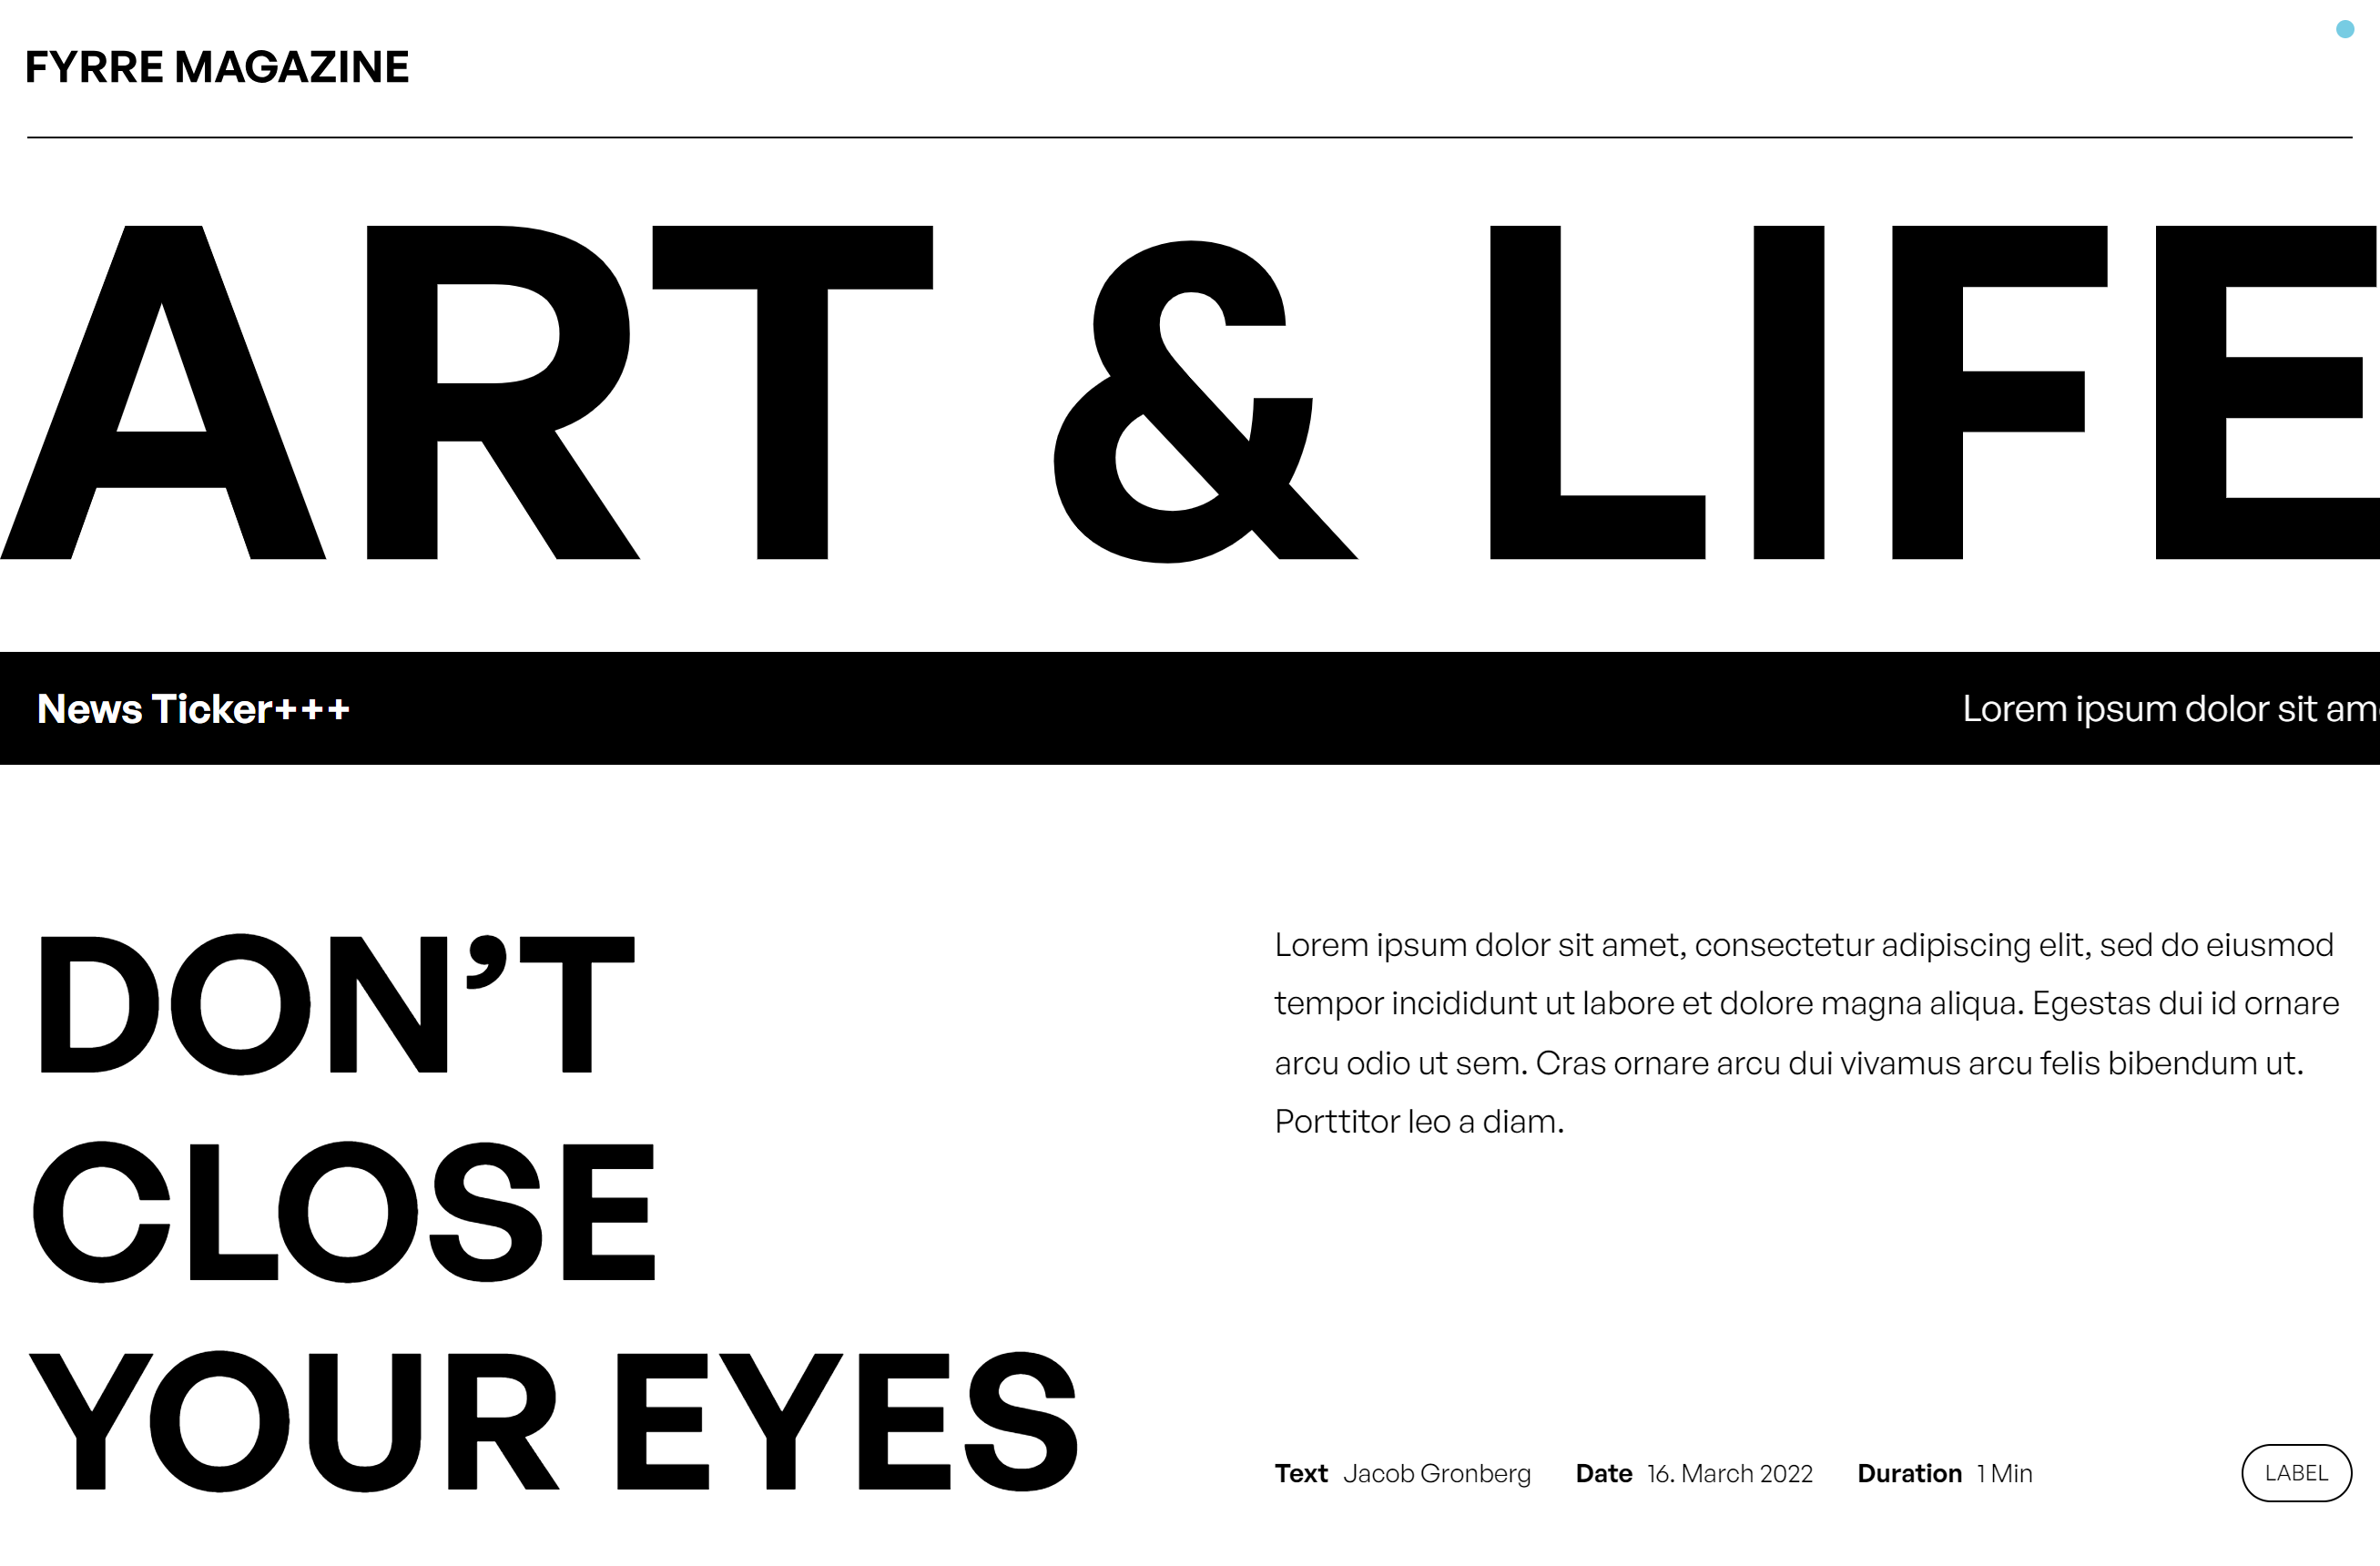 FYRRE MAGAZINE
ART & LIFE
News Ticker+++
Lorem ipsum dolor sit am
DON’T
CLOSE
YOUR EYES
Lorem ipsum dolor sit amet, consectetur adipiscing elit, sed do eiusmod
tempor incididunt ut labore et dolore magna aliqua. Egestas dui id ornare
arcu odio ut sem. Cras ornare arcu dui vivamus arcu felis bibendum ut.
Porttitor leo a diam.
Text Jacob Gronberg Date 16. March 2022 Duration 1 Min LABEL